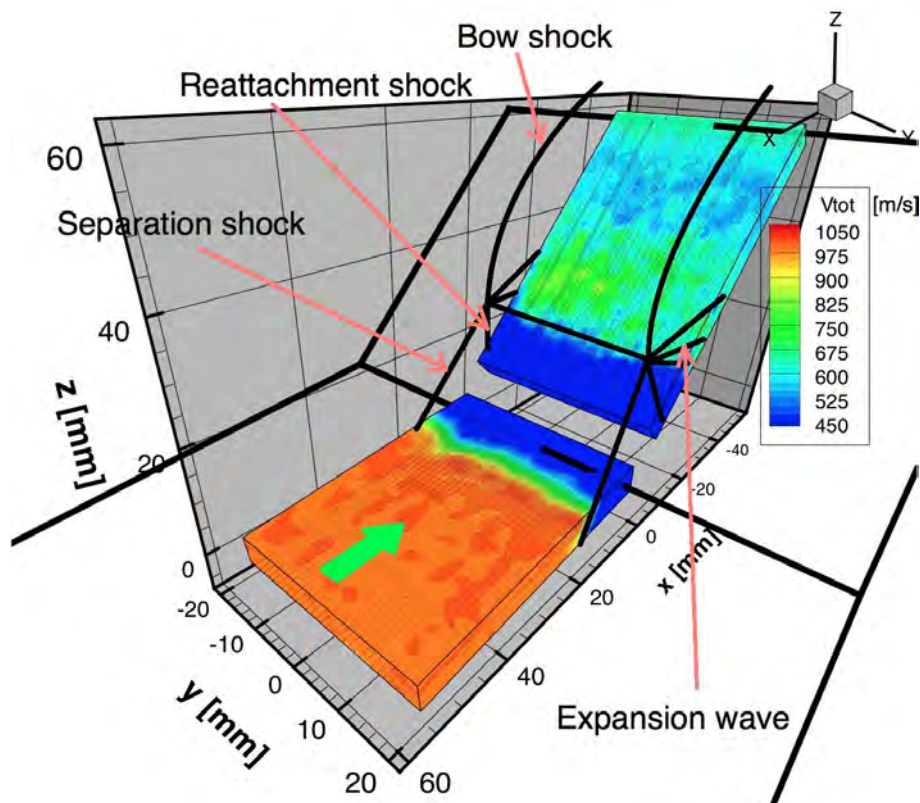 Bow shock
Z
Reattachment shock
X
Y
60
Separation shock
Vtot [m/s]
1050
975
900
825
750
675
600
525
450
40
z [mm]
20
0
-40
-20
0
x [mm]
20
40
60
-20
-10
0
y [mm]
10
20
Expansion wave